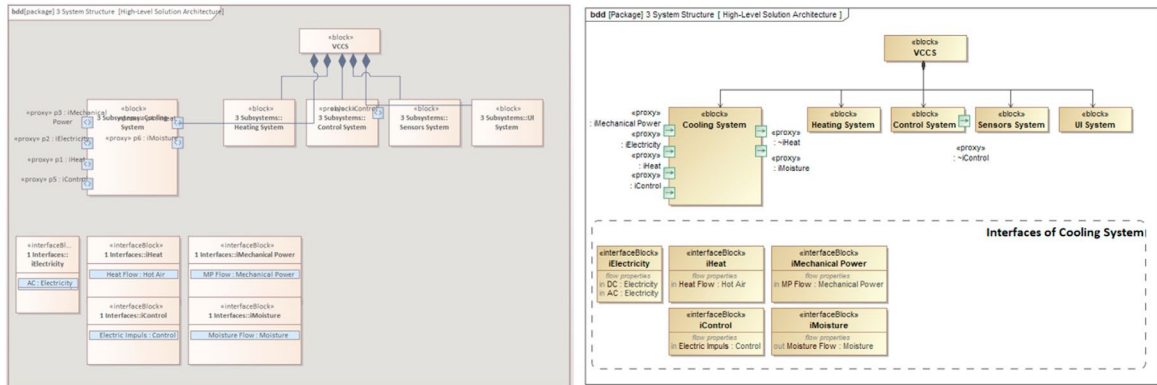 bdd[package] 3 System Structure [High-Level Solution Architecture]
«block»
VCCS
«proxy» p3 : iMechanical
Power
«proxy» p2 : iElectricity
«proxy» p1 : iHeat
«proxy» p5 : iControl
«block»
3 Subsystems::Cooling
System
p6 : iMoisture
«block»
3 Subsystems::
Heating System
«block»
3 Subsystems::
Control System
«block»
3 Subsystems::
Sensors System
«block»
3 Subsystems::UI
System
«interfaceBl...
1 Interfaces::
iElectricity
AC : Electricity
«interfaceBlock»
1 Interfaces::iHeat
Heat Flow : Hot Air
«interfaceBlock»
1 Interfaces::iMechanical Power
MP Flow : Mechanical Power
«interfaceBlock»
1 Interfaces::iControl
Electric Impuls : Control
«interfaceBlock»
1 Interfaces::iMoisture
Moisture Flow : Moisture
bdd [Package] 3 System Structure [ High-Level Solution Architecture ]
«block»
VCCS
«proxy»
: iMechanical Power
«proxy»
: iElectricity
«proxy»
: iHeat
«proxy»
: iControl
«block»
Cooling System
«proxy»
: ~iHeat
«proxy»
: iMoisture
«block»
Heating System
«block»
Control System
«proxy»
: ~iControl
«block»
Sensors System
«block»
UI System
Interfaces of Cooling System
«interfaceBlock»
iElectricity
flow properties
in DC : Electricity
in AC : Electricity
«interfaceBlock»
iHeat
flow properties
in Heat Flow : Hot Air
«interfaceBlock»
iMechanical Power
flow properties
in MP Flow : Mechanical Power
«interfaceBlock»
iControl
flow properties
in Electric Impuls : Control
«interfaceBlock»
iMoisture
flow properties
out Moisture Flow : Moisture